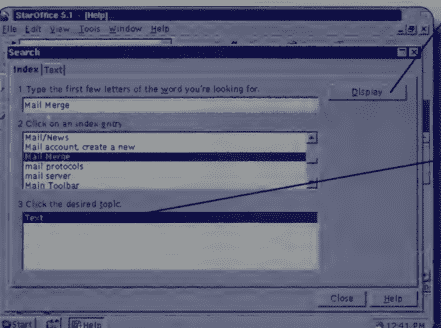 StarOffice 5.1 - [Help]
File Edit View Tools Window Help
Search
Index Text
1 Type the first few letters of the word you're looking for.
Mail Merge
Display
2 Click on an index entry
Mail/News
Mail account, create a new
Mail Merge
mail protocols
mail server
Main Toolbar
3 Click the desired topic.
Text
Close Help
Start Help 12:41 PM